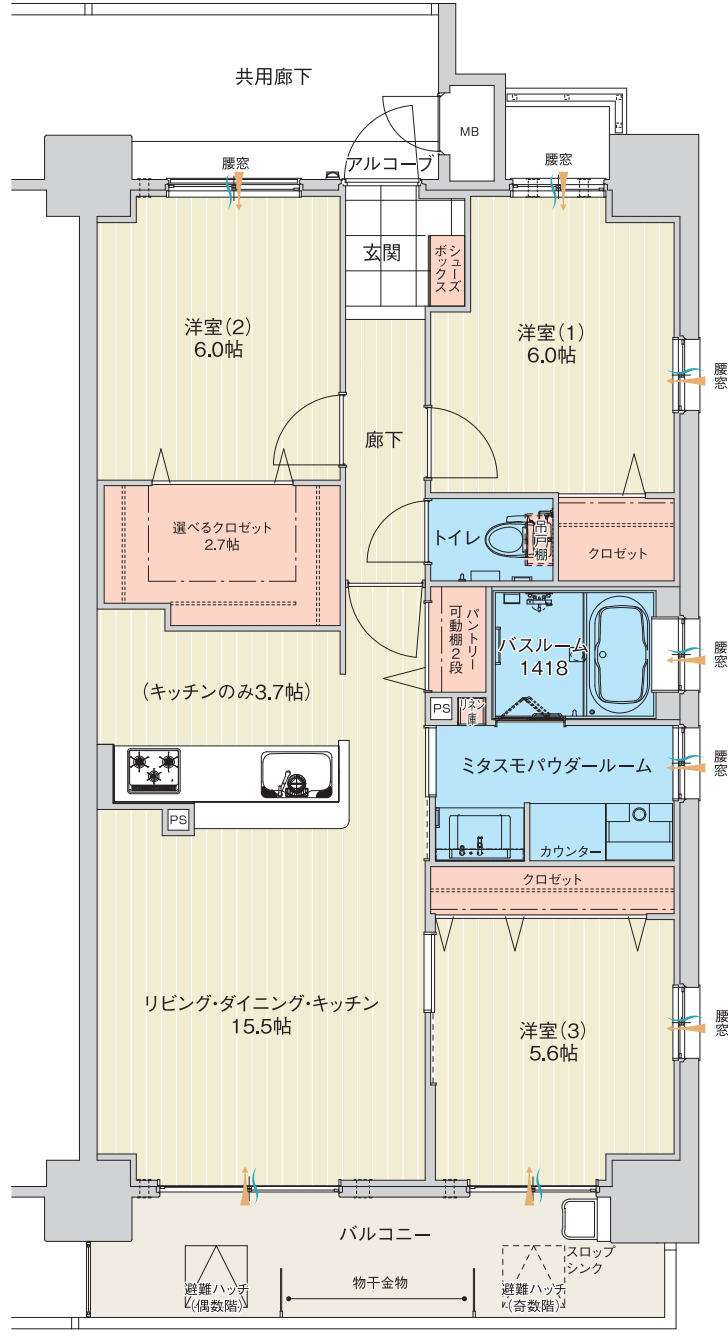 共用廊下
MB
アルコーブ
腰窓
腰窓
玄関
シューズ
ボックス
洋室(2)
6.0帖
洋室(1)
6.0帖
腰窓
廊下
選べるクロゼット
2.7帖
トイレ
吊戸棚
クロゼット
パントリー
可動棚2段
バスルーム
1418
腰窓
(キッチンのみ3.7帖)
PS
リネン
庫
ミタスモパウダールーム
腰窓
PS
カウンター
クロゼット
リビング・ダイニング・キッチン
15.5帖
洋室(3)
5.6帖
腰窓
バルコニー
スロップ
シンク
避難ハッチ
(偶数階)
物干金物
避難ハッチ
(奇数階)